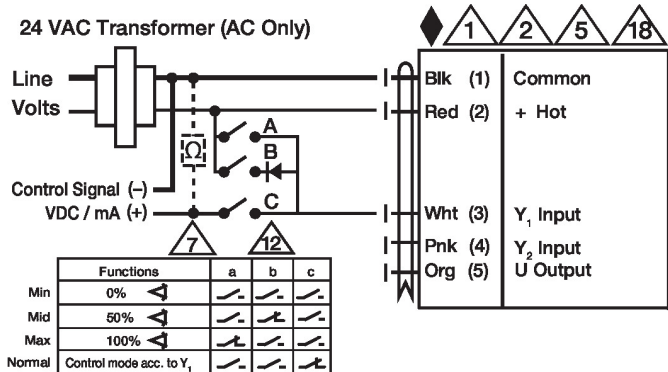 24 VAC Transformer (AC Only)
1 2 5 18
Line
Volts
Blk (1) Common
Red (2) + Hot
A
Ω
B
Control Signal (–)
VDC / mA (+)
C
Wht (3) Y1 Input
7
12
Pnk (4) Y2 Input
Org (5) U Output
Functions a b c
Min 0%
Mid 50%
Max 100%
Normal Control mode acc. to Y1